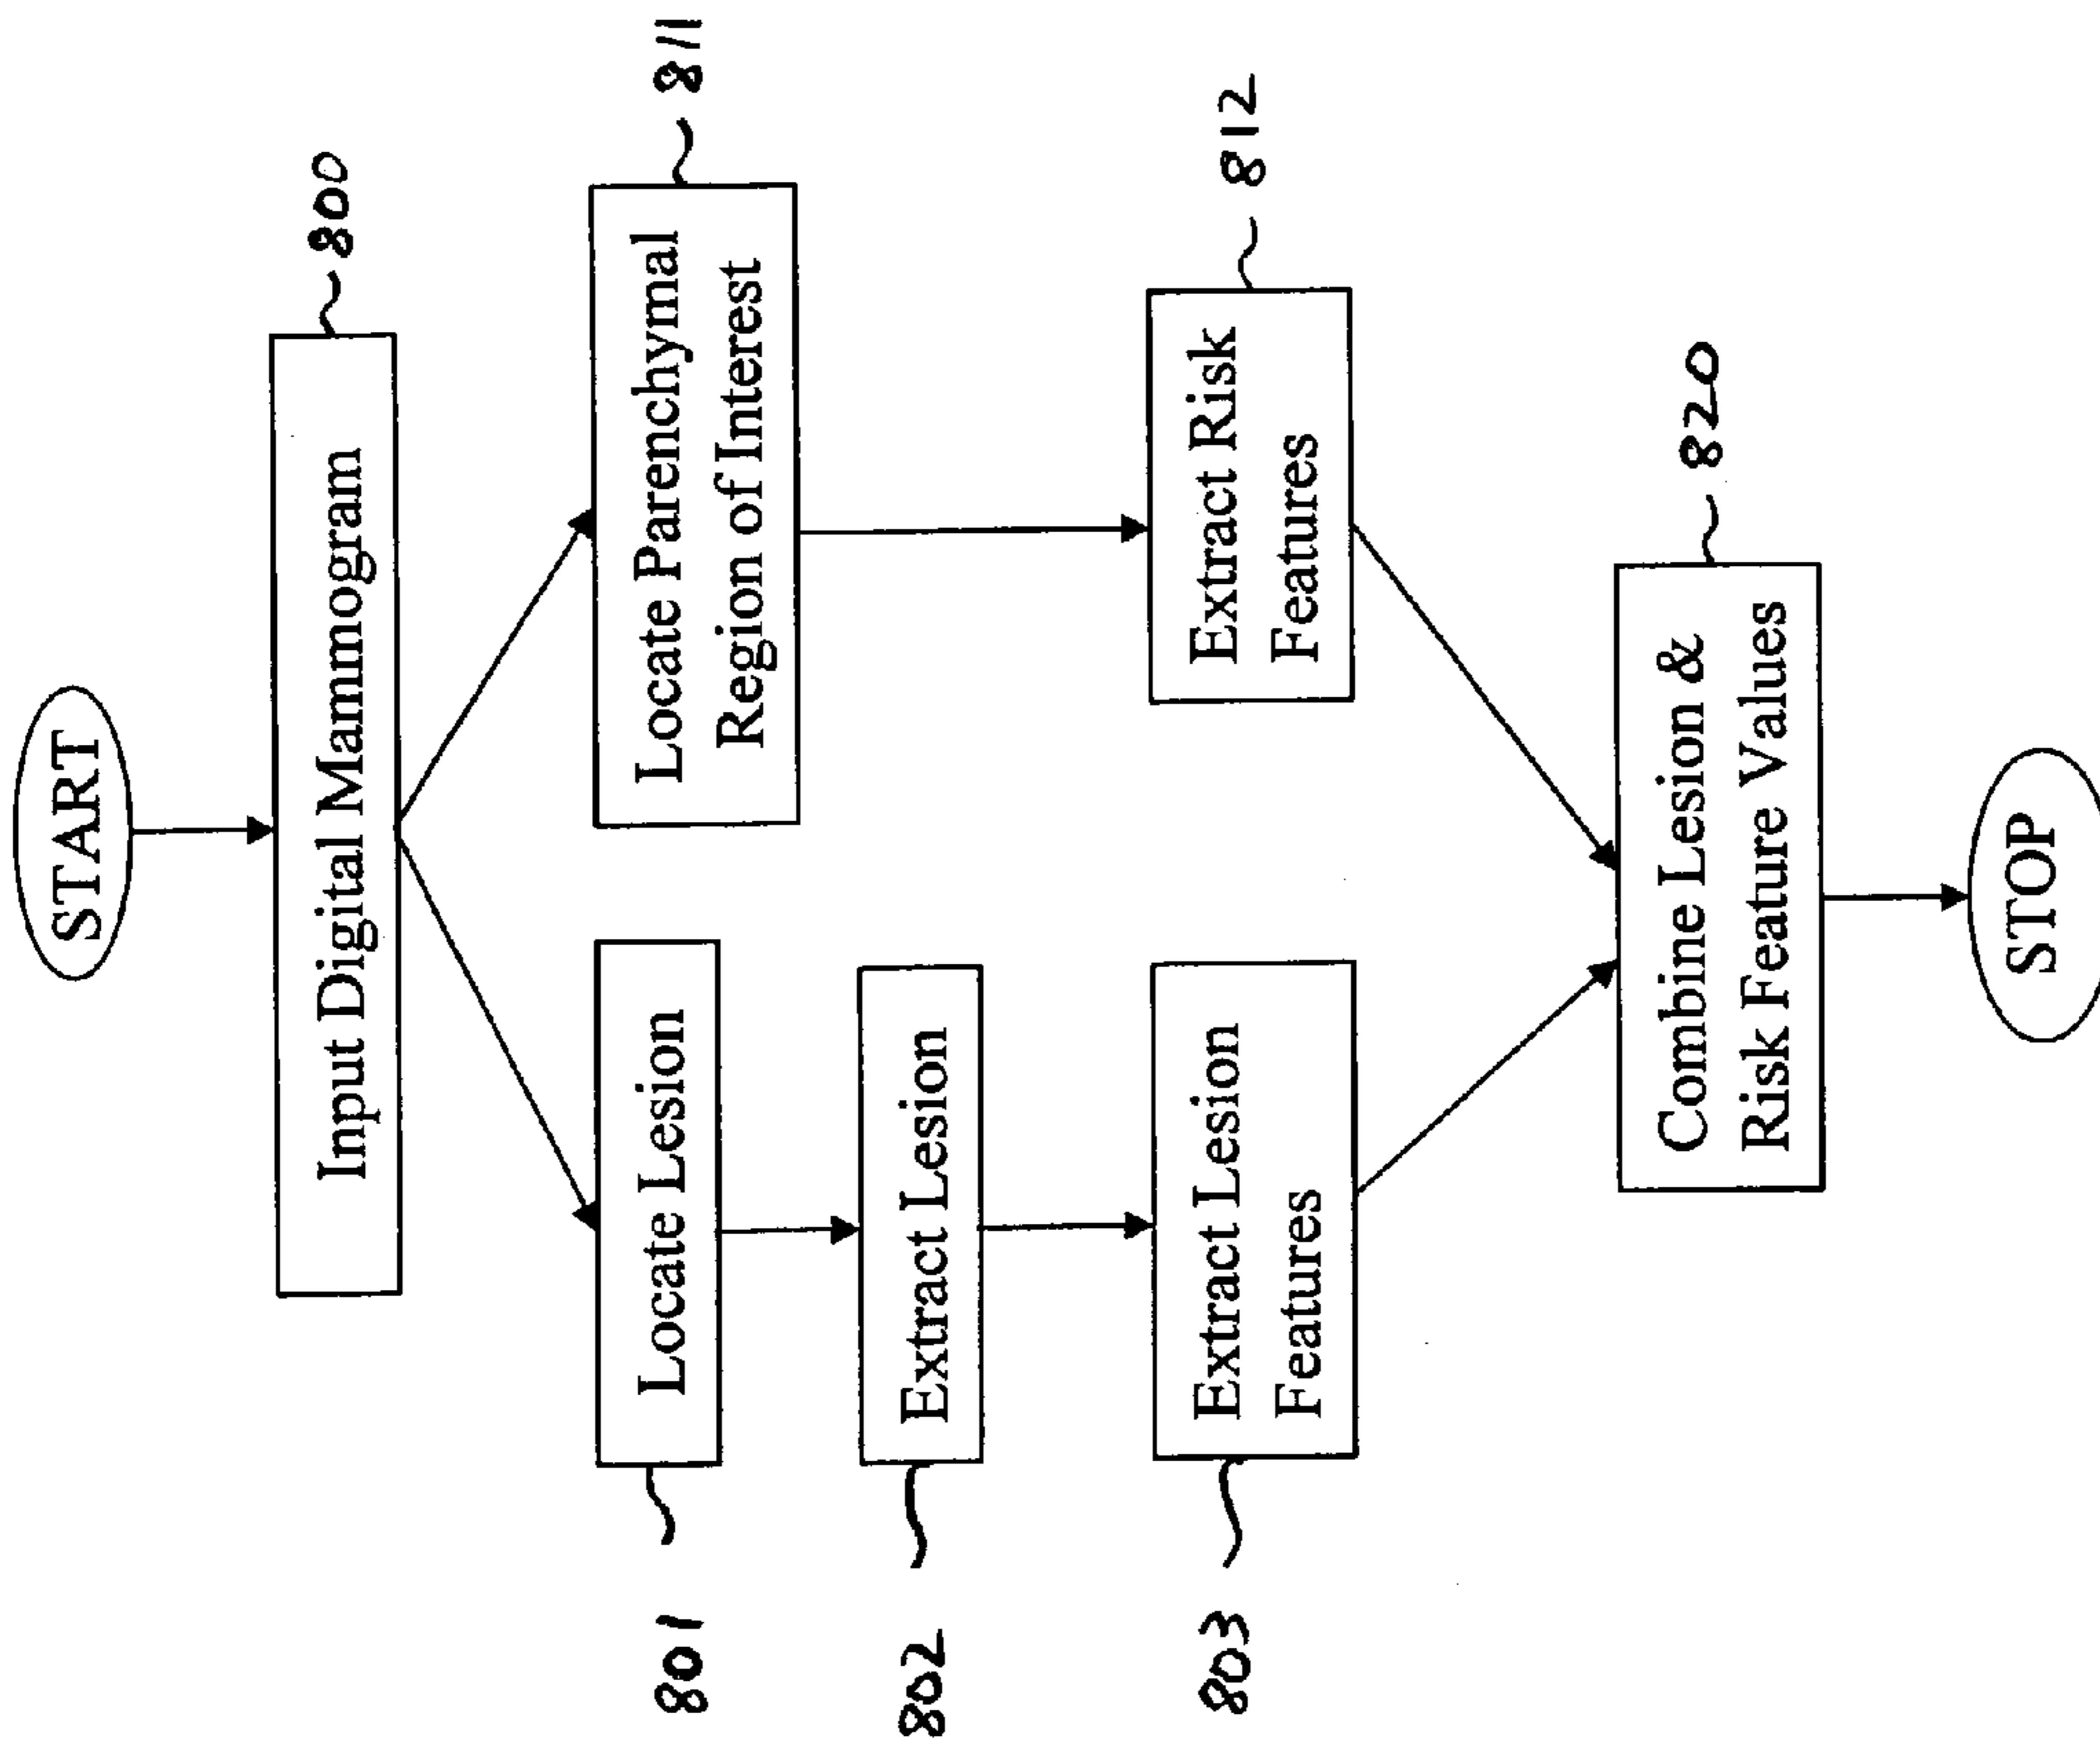 START
Input Digital Mammogram
800
Locate Lesion
801
Locate Parenchymal
Region of Interest
811
Extract Lesion
802
Extract Lesion
Features
803
Extract Risk
Features
812
Combine Lesion &
Risk Feature Values
820
STOP